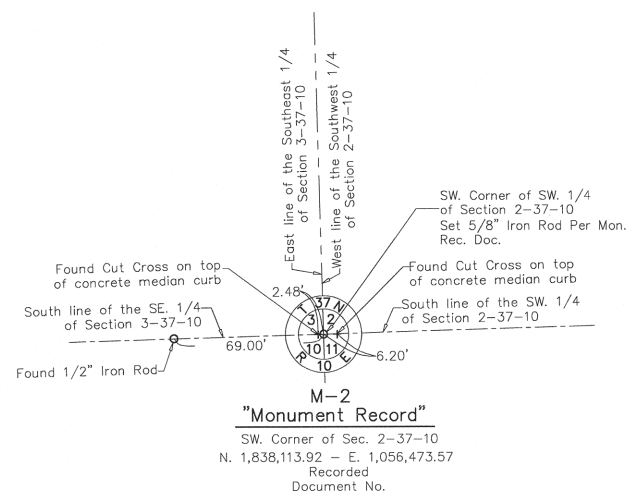 East line of the Southeast 1/4
of Section 3-37-10
West line of the Southwest 1/4
of Section 2-37-10
SW. Corner of SW. 1/4
of Section 2-37-10
Set 5/8" Iron Rod Per Mon.
Rec. Doc.
Found Cut Cross on top
of concrete median curb
Found Cut Cross on top
of concrete median curb
2.48'
South line of the SE. 1/4
of Section 3-37-10
South line of the SW. 1/4
of Section 2-37-10
T 37 N
3 2
10 11
R 10 E
69.00'
6.20'
Found 1/2" Iron Rod
M-2
"Monument Record"
SW. Corner of Sec. 2-37-10
N. 1,838,113.92 - E. 1,056,473.57
Recorded
Document No.